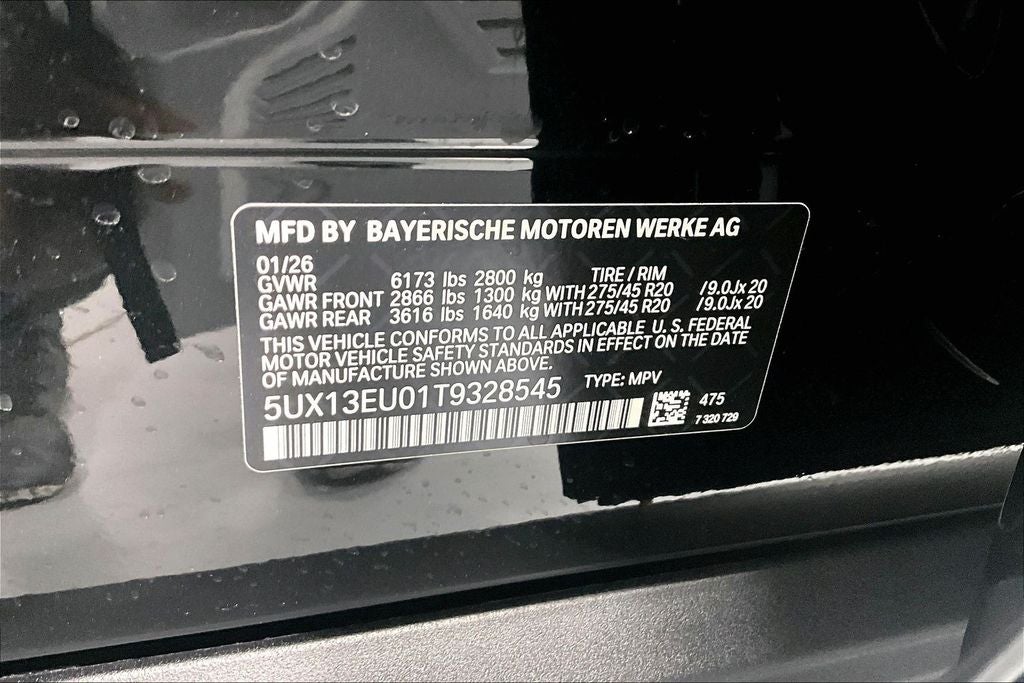 MFD BY BAYERISCHE MOTOREN WERKE AG
01/26 TIRE / RIM
GVWR 6173 lbs 2800 kg
GAWR FRONT 2866 lbs 1300 kg WITH 275/45 R20 /9.0Jx20
GAWR REAR 3616 lbs 1640 kg WITH 275/45 R20 /9.0Jx20
THIS VEHICLE CONFORMS TO ALL APPLICABLE U. S. FEDERAL
MOTOR VEHICLE SAFETY STANDARDS IN EFFECT ON THE DATE
OF MANUFACTURE SHOWN ABOVE.
5UX13EU01T9328545 TYPE: MPV
475
7 320 729